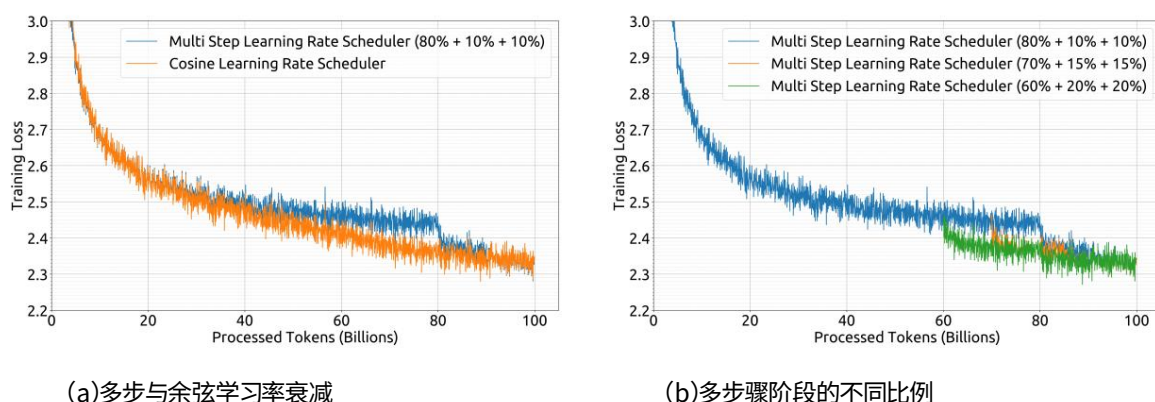 3.0
2.9
2.8
2.7
2.6
2.5
2.4
2.3
2.2
Training Loss
Multi Step Learning Rate Scheduler (80% + 10% + 10%)
Cosine Learning Rate Scheduler
0 20 40 60 80 100
Processed Tokens (Billions)
(a)多步与余弦学习率衰减
3.0
2.9
2.8
2.7
2.6
2.5
2.4
2.3
2.2
Training Loss
Multi Step Learning Rate Scheduler (80% + 10% + 10%)
Multi Step Learning Rate Scheduler (70% + 15% + 15%)
Multi Step Learning Rate Scheduler (60% + 20% + 20%)
0 20 40 60 80 100
Processed Tokens (Billions)
(b)多步骤阶段的不同比例